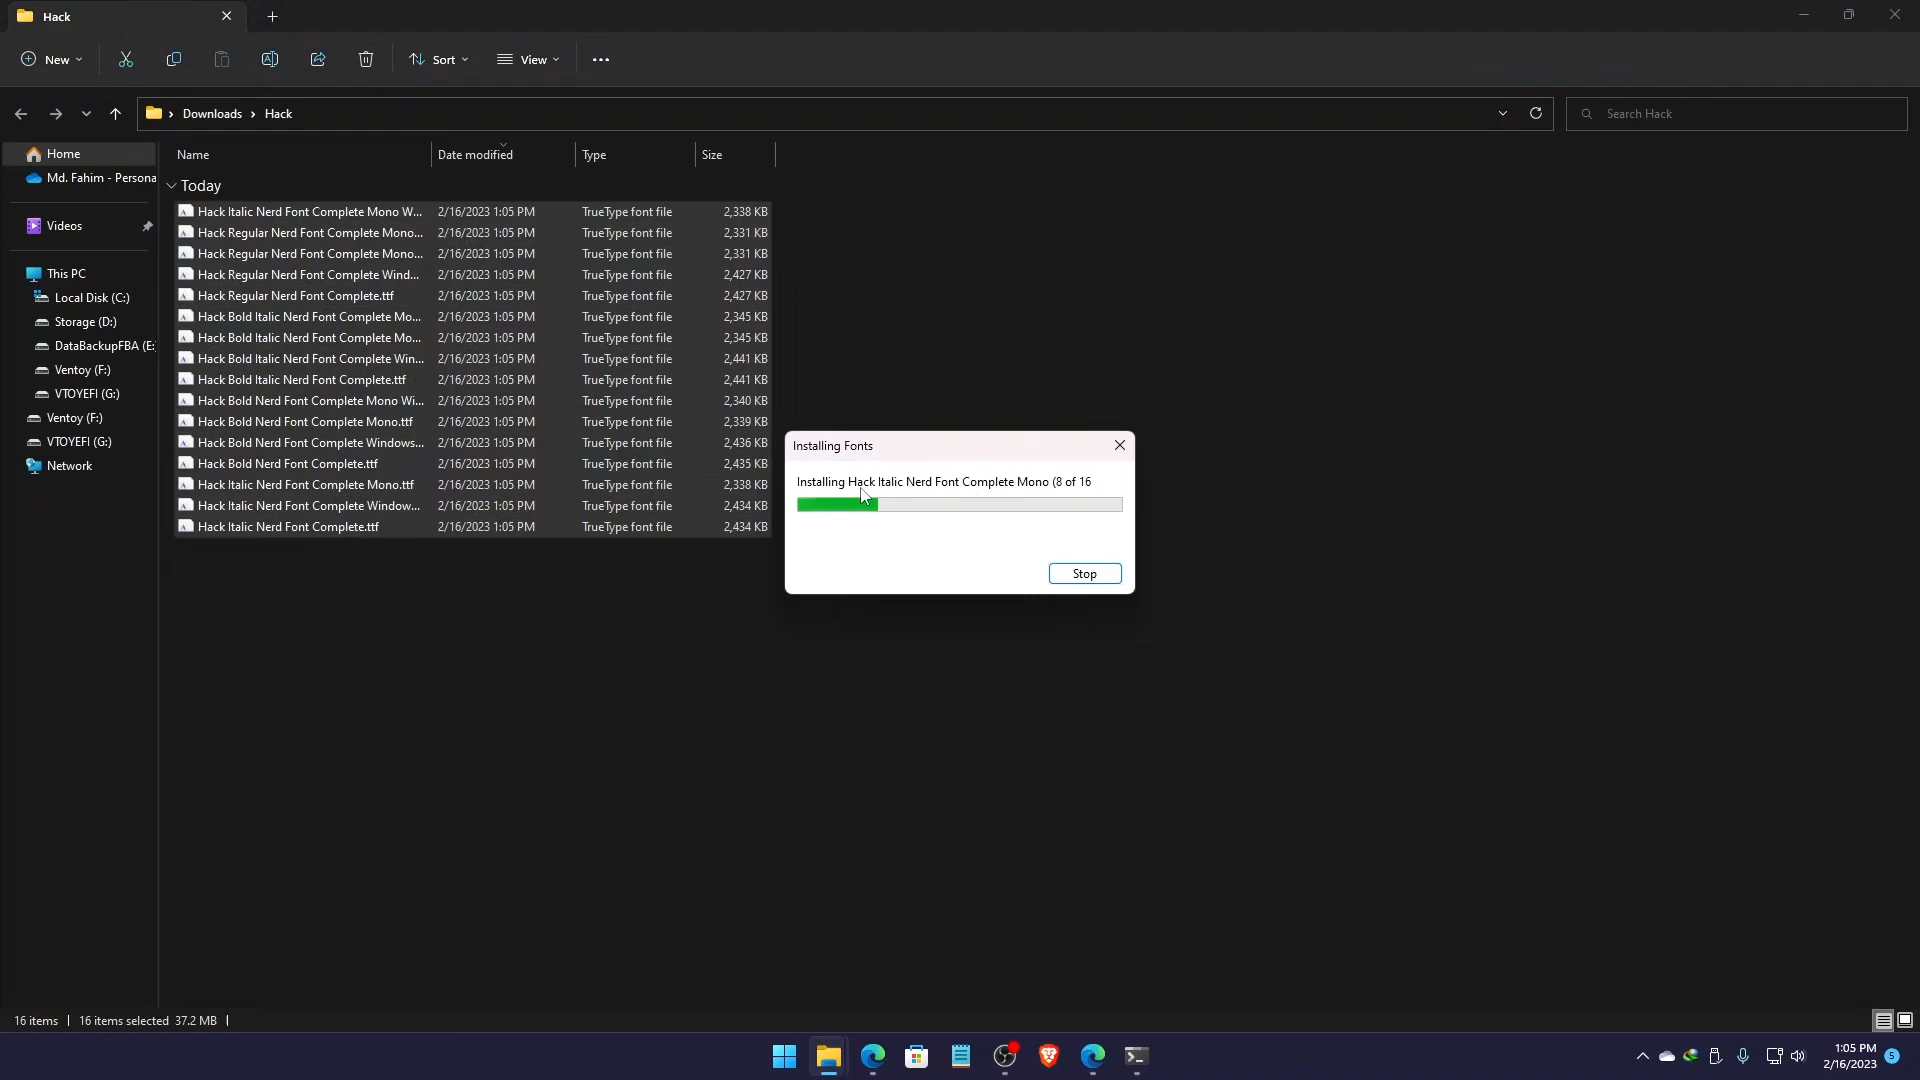 Hack
New
Sort
View
Downloads
Hack
Search Hack
Home
Md. Fahim - Persona
Videos
This PC
Local Disk (C:)
Storage (D:)
DataBackupFBA (E:
Ventoy (F:)
VTOYEFI (G:)
Ventoy (F:)
VTOYEFI (G:)
Network
Name Date modified Type Size
Today
Hack Italic Nerd Font Complete Mono W... 2/16/2023 1:05 PM TrueType font file 2,338 KB
Hack Regular Nerd Font Complete Mono... 2/16/2023 1:05 PM TrueType font file 2,331 KB
Hack Regular Nerd Font Complete Mono... 2/16/2023 1:05 PM TrueType font file 2,331 KB
Hack Regular Nerd Font Complete Wind... 2/16/2023 1:05 PM TrueType font file 2,427 KB
Hack Regular Nerd Font Complete.ttf 2/16/2023 1:05 PM TrueType font file 2,427 KB
Hack Bold Italic Nerd Font Complete Mo... 2/16/2023 1:05 PM TrueType font file 2,345 KB
Hack Bold Italic Nerd Font Complete Mo... 2/16/2023 1:05 PM TrueType font file 2,345 KB
Hack Bold Italic Nerd Font Complete Win... 2/16/2023 1:05 PM TrueType font file 2,441 KB
Hack Bold Italic Nerd Font Complete.ttf 2/16/2023 1:05 PM TrueType font file 2,441 KB
Hack Bold Nerd Font Complete Mono Wi... 2/16/2023 1:05 PM TrueType font file 2,340 KB
Hack Bold Nerd Font Complete Mono.ttf 2/16/2023 1:05 PM TrueType font file 2,339 KB
Hack Bold Nerd Font Complete Windows... 2/16/2023 1:05 PM TrueType font file 2,436 KB
Hack Bold Nerd Font Complete.ttf 2/16/2023 1:05 PM TrueType font file 2,435 KB
Hack Italic Nerd Font Complete Mono.ttf 2/16/2023 1:05 PM TrueType font file 2,338 KB
Hack Italic Nerd Font Complete Window... 2/16/2023 1:05 PM TrueType font file 2,434 KB
Hack Italic Nerd Font Complete.ttf 2/16/2023 1:05 PM TrueType font file 2,434 KB
Installing Fonts
Installing Hack Italic Nerd Font Complete Mono (8 of 16
Stop
16 items 16 items selected 37.2 MB
1:05 PM
2/16/2023
5